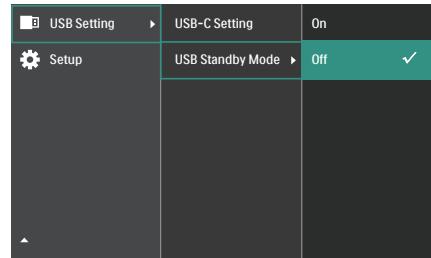 USB Setting
USB-C Setting
On
Setup
USB Standby Mode
Off